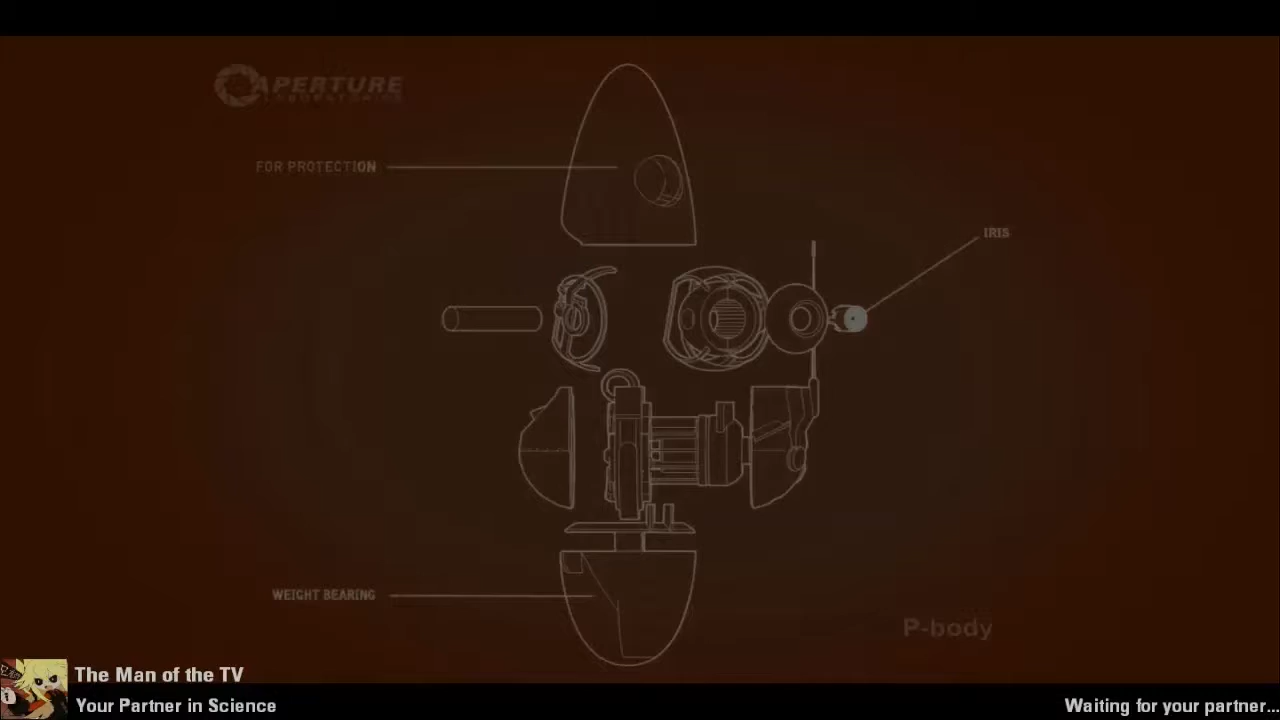 APERTURE
LABORATORIES
FOR PROTECTION
IRIS
WEIGHT BEARING
P-body
The Man of the TV
Your Partner in Science
Waiting for your partner...